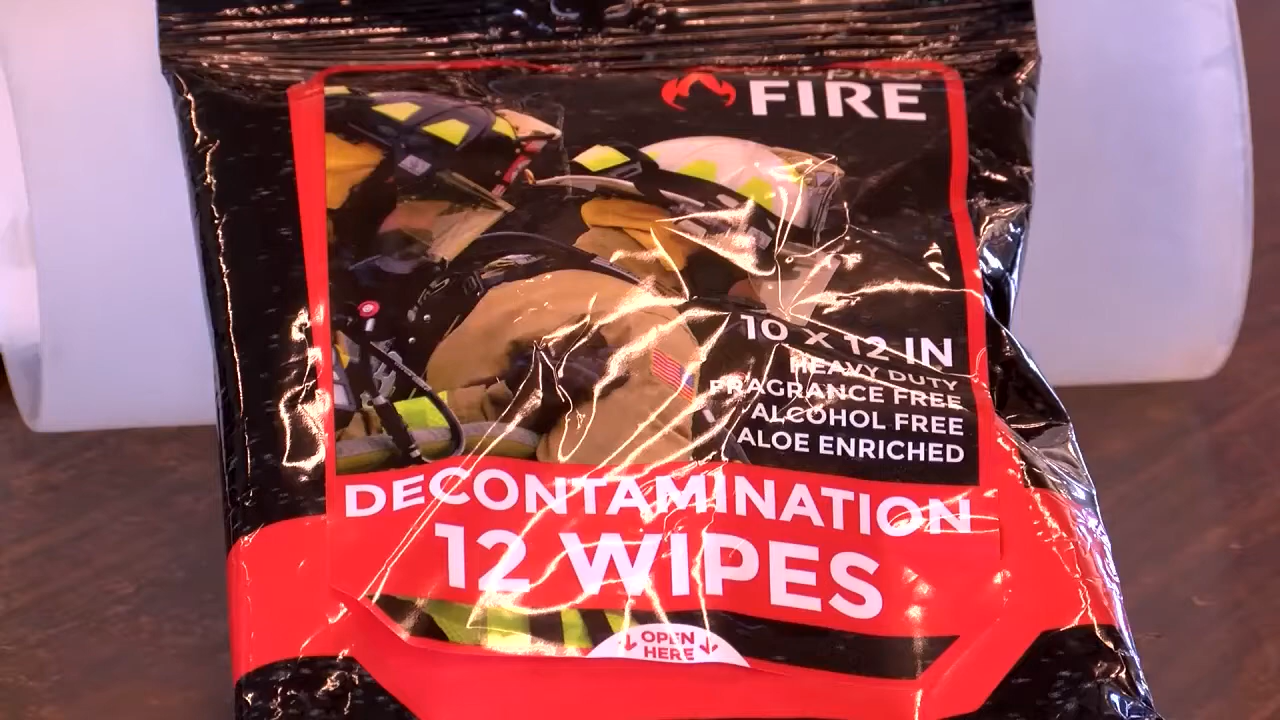 FIRE
10 X 12 IN
HEAVY DUTY
FRAGRANCE FREE
ALCOHOL FREE
ALOE ENRICHED
DECONTAMINATION
12 WIPES
OPEN
HERE